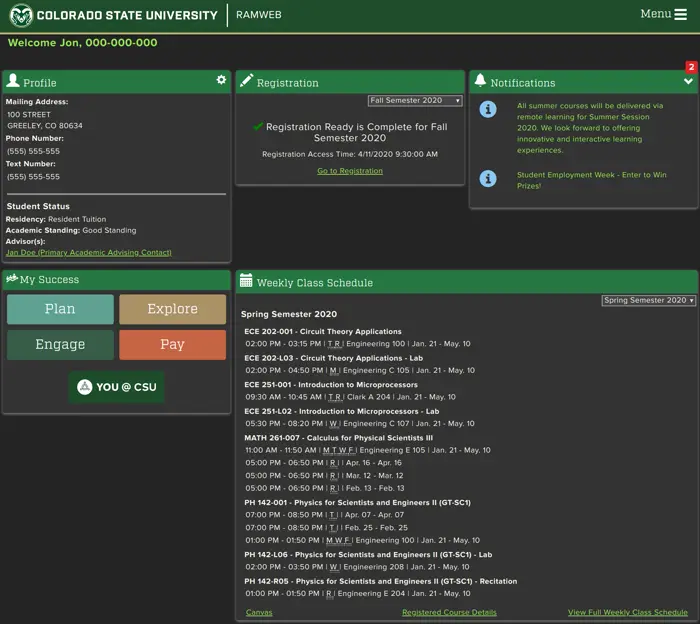 COLORADO STATE UNIVERSITY
RAMWEB
Menu
Welcome Jon, 000-000-000
Profile
Mailing Address:
100 STREET
GREELEY, CO 80634
Phone Number:
(555) 555-555
Text Number:
(555) 555-555
Student Status
Residency: Resident Tuition
Academic Standing: Good Standing
Advisor(s):
Jan Doe (Primary Academic Advising Contact)
Registration
Fall Semester 2020
Registration Ready is Complete for Fall
Semester 2020
Registration Access Time: 4/11/2020 9:30:00 AM
Go to Registration
2
Notifications
All summer courses will be delivered via
remote learning for Summer Session
2020. We look forward to offering
innovative and interactive learning
experiences.
Student Employment Week - Enter to Win
Prizes!
My Success
Plan
Explore
Engage
Pay
YOU @ CSU
Weekly Class Schedule
Spring Semester 2020
Spring Semester 2020
ECE 202-001 - Circuit Theory Applications
02:00 PM - 03:15 PM | T R | Engineering 100 | Jan. 21 - May. 10
ECE 202-L03 - Circuit Theory Applications - Lab
02:00 PM - 04:50 PM | M | Engineering C 105 | Jan. 21 - May. 10
ECE 251-001 - Introduction to Microprocessors
09:30 AM - 10:45 AM | T R | Clark A 204 | Jan. 21 - May. 10
ECE 251-L02 - Introduction to Microprocessors - Lab
05:30 PM - 08:20 PM | W | Engineering C 107 | Jan. 21 - May. 10
MATH 261-007 - Calculus for Physical Scientists III
11:00 AM - 11:50 AM | M T W F | Engineering E 105 | Jan. 21 - May. 10
05:00 PM - 06:50 PM | R | | Apr. 16 - Apr. 16
05:00 PM - 06:50 PM | R | | Mar. 12 - Mar. 12
05:00 PM - 06:50 PM | R | | Feb. 13 - Feb. 13
PH 142-001 - Physics for Scientists and Engineers II (GT-SC1)
07:00 PM - 08:50 PM | T | | Apr. 07 - Apr. 07
07:00 PM - 08:50 PM | T | | Feb. 25 - Feb. 25
01:00 PM - 01:50 PM | M W F | Engineering 100 | Jan. 21 - May. 10
PH 142-L06 - Physics for Scientists and Engineers II (GT-SC1) - Lab
02:00 PM - 03:50 PM | W | Engineering 208 | Jan. 21 - May. 10
PH 142-R05 - Physics for Scientists and Engineers II (GT-SC1) - Recitation
01:00 PM - 01:50 PM | R | Engineering E 204 | Jan. 21 - May. 10
Canvas
Registered Course Details
View Full Weekly Class Schedule